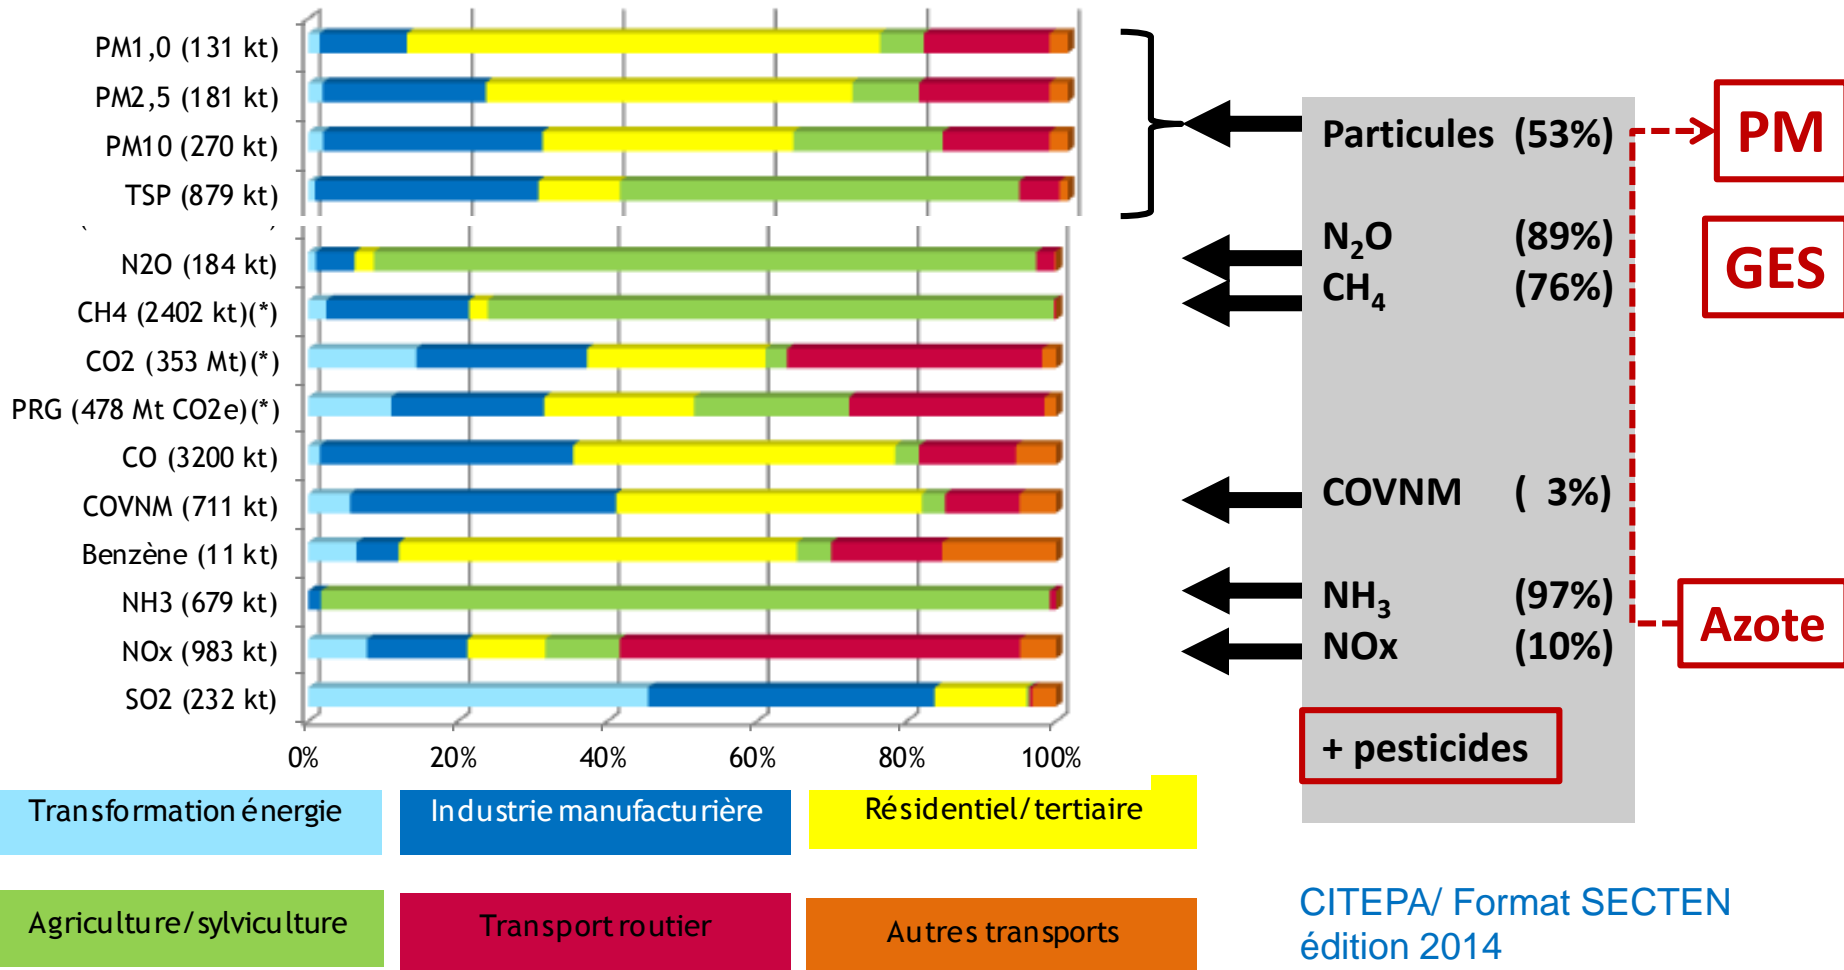 PM1,0 (131 kt)
PM2,5 (181 kt)
PM10 (270 kt)
TSP (879 kt)
N2O (184 kt)
CH4 (2402 kt)(*)
CO2 (353 Mt)(*)
PRG (478 Mt CO2e)(*)
CO (3200 kt)
COVNM (711 kt)
Benzène (11 kt)
NH3 (679 kt)
NOx (983 kt)
SO2 (232 kt)
0% 20% 40% 60% 80% 100%
Transformation énergie
Industrie manufacturière
Résidentiel/tertiaire
Agriculture/sylviculture
Transport routier
Autres transports
Particules (53%)
N₂O (89%)
CH₄ (76%)
COVNM ( 3%)
NH₃ (97%)
NOx (10%)
+ pesticides
PM
GES
Azote
CITEPA/ Format SECTEN
édition 2014